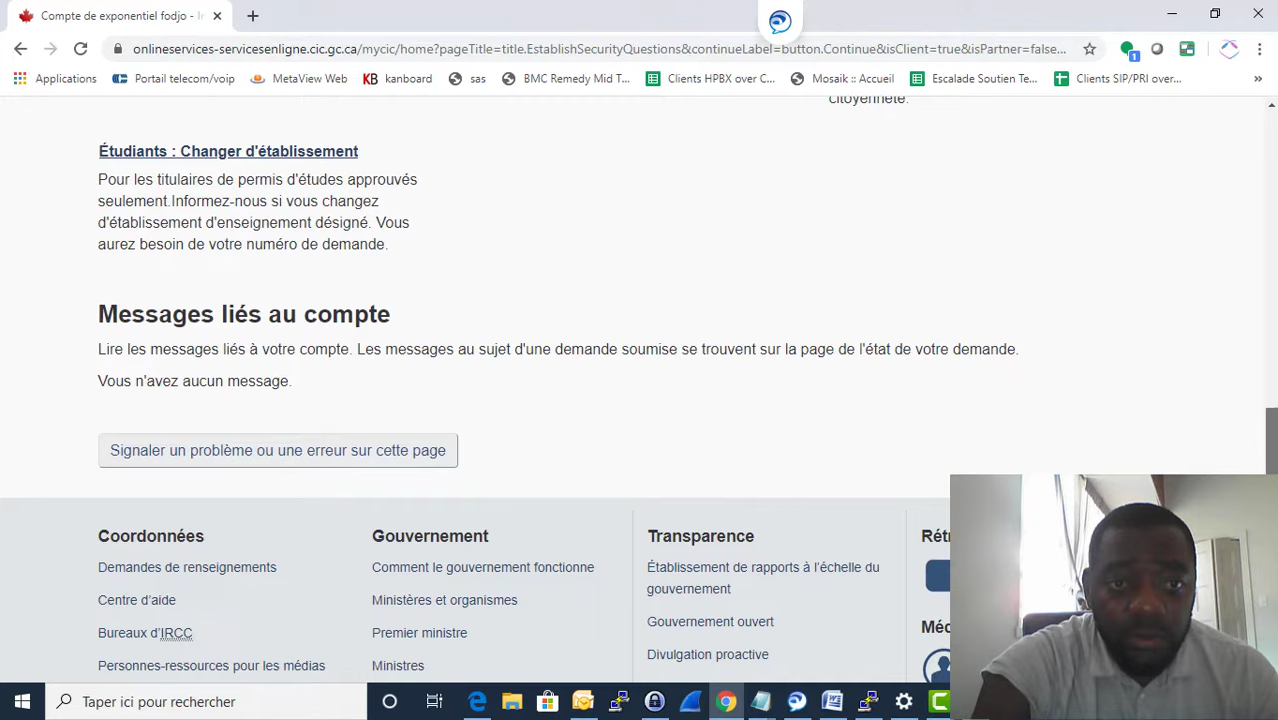 Compte de exponentiel fodjo - Ir
onlineservices-servicesenligne.cic.gc.ca/mycic/home?pageTitle=title.EstablishSecurityQuestions&continueLabel=button.Continue&isClient=true&isPartner=false...
1
Applications
Portail telecom/voip
MetaView Web
KB kanboard
sas
BMC Remedy Mid T...
Clients HPBX over C...
Mosaik :: Accueil
Escalade Soutien Te...
Clients SIP/PRI over...
»
citoyenneté.
Étudiants : Changer d'établissement
Pour les titulaires de permis d'études approuvés
seulement.Informez-nous si vous changez
d'établissement d'enseignement désigné. Vous
aurez besoin de votre numéro de demande.
Messages liés au compte
Lire les messages liés à votre compte. Les messages au sujet d'une demande soumise se trouvent sur la page de l'état de votre demande.
Vous n'avez aucun message.
Signaler un problème ou une erreur sur cette page
Coordonnées
Demandes de renseignements
Centre d'aide
Bureaux d'IRCC
Personnes-ressources pour les médias
Gouvernement
Comment le gouvernement fonctionne
Ministères et organismes
Premier ministre
Ministres
Transparence
Établissement de rapports à l'échelle du
gouvernement
Gouvernement ouvert
Divulgation proactive
Rét
Méc
Taper ici pour rechercher